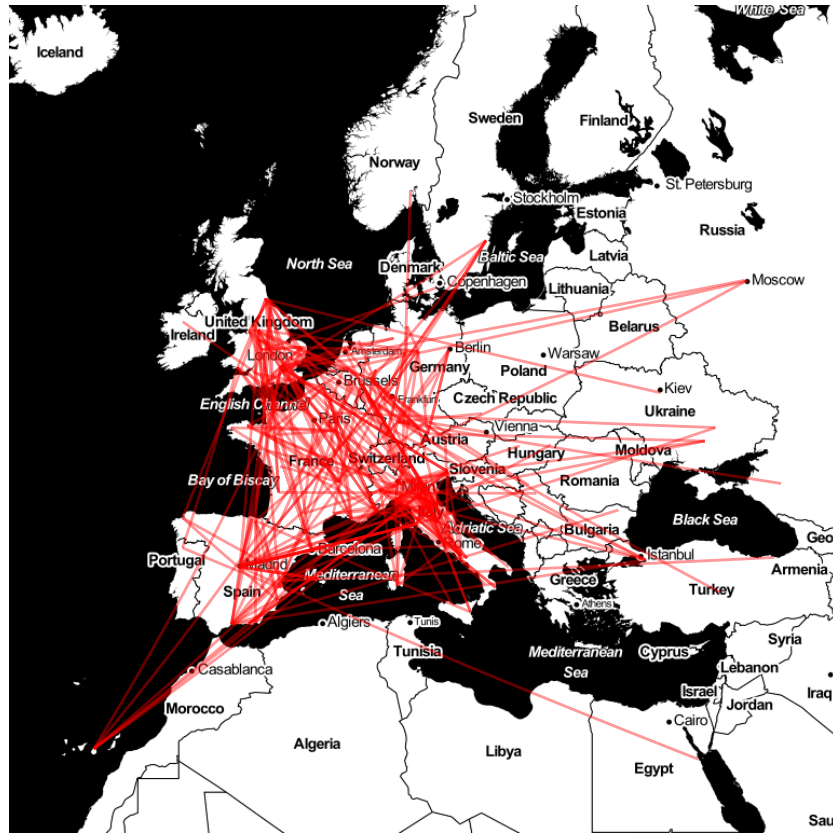 White Sea
Iceland
Sweden
Finland
Norway
St. Petersburg
Stockholm
Estonia
Russia
North Sea
Baltic Sea
Latvia
Denmark
Copenhagen
Moscow
Lithuania
United Kingdom
Belarus
Ireland
London
Amsterdam
Berlin
Warsaw
Germany
Poland
Brussels
Kiev
Frankfurt
Czech Republic
English Channel
Ukraine
Paris
Vienna
Austria
Hungary
Moldova
Switzerland
France
Slovenia
Bay of Biscay
Romania
Milan
Italy
Black Sea
Adriatic Sea
Bulgaria
Geo
Rome
Barcelona
Istanbul
Portugal
Madrid
Armenia
Mediterranean
Sea
Greece
Spain
Turkey
Athens
Algiers
Tunis
Syria
Tunisia
Mediterranean
Sea
Cyprus
Lebanon
Casablanca
Israel
Iraq
Morocco
Jordan
Cairo
Algeria
Libya
Egypt
Sau